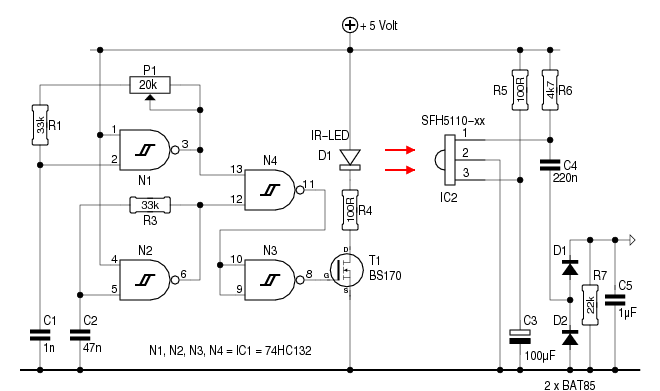 + 5 Volt
P1
20k
R5
100R
4k7
R6
33k
R1
SFH5110-xx
1
2
3
N1
IR-LED
D1
1
2
3
IC2
C4
220n
N4
13
12
11
33k
R3
100R
R4
N2
4
5
6
N3
10
9
8
D
G
S
T1
BS170
D1
D2
R7
22k
C5
1µF
C1
1n
C2
47n
N1, N2, N3, N4 = IC1 = 74HC132
C3
100µF
2 x BAT85